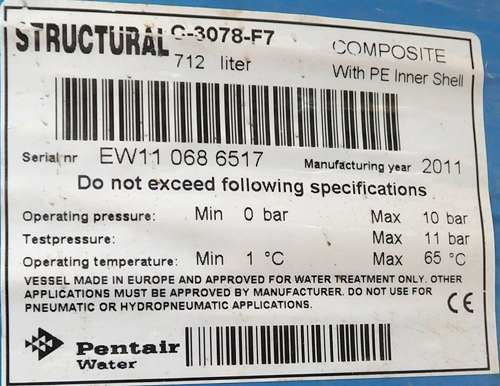 STRUCTURAL C-3078-F7
712 liter
COMPOSITE
With PE Inner Shell
Serial nr EW11 068 6517 Manufacturing year 2011
Do not exceed following specifications
Operating pressure: Min 0 bar Max 10 bar
Testpressure: Max 11 bar
Operating temperature: Min 1 °C Max 65 °C
VESSEL MADE IN EUROPE AND APPROVED FOR WATER TREATMENT ONLY. OTHER
APPLICATIONS MUST BE APPROVED BY MANUFACTURER. DO NOT USE FOR
PNEUMATIC OR HYDROPNEUMATIC APPLICATIONS.
CE
Pentair
Water